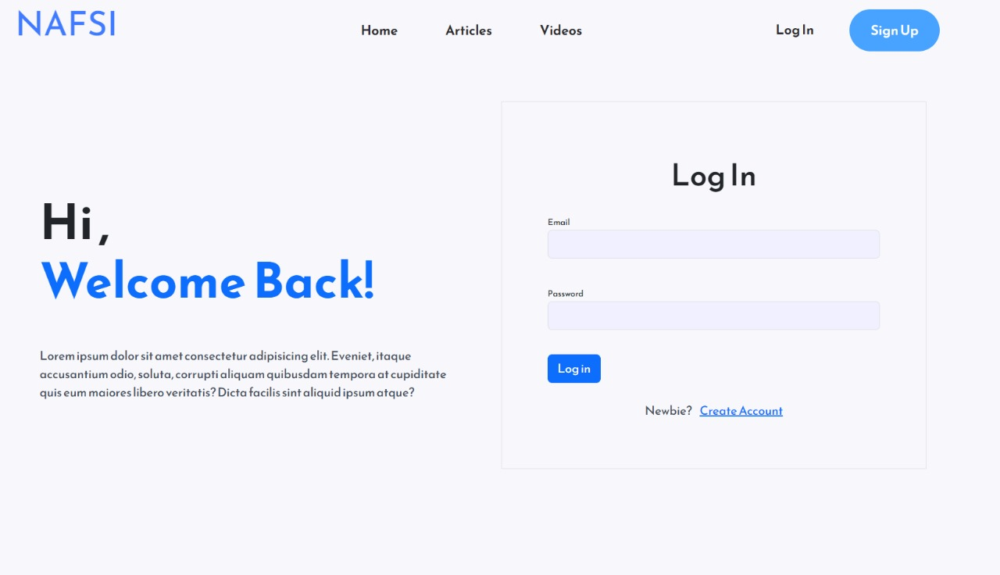 NAFSI
Home Articles Videos
Log In
Sign Up
Hi ,
Welcome Back!
Lorem ipsum dolor sit amet consectetur adipisicing elit. Eveniet, itaque
accusantium odio, soluta, corrupti aliquam quibusdam tempora at cupiditate
quis eum maiores libero veritatis? Dicta facilis sint aliquid ipsum atque?
Log In
Email
Password
Log in
Newbie? Create Account